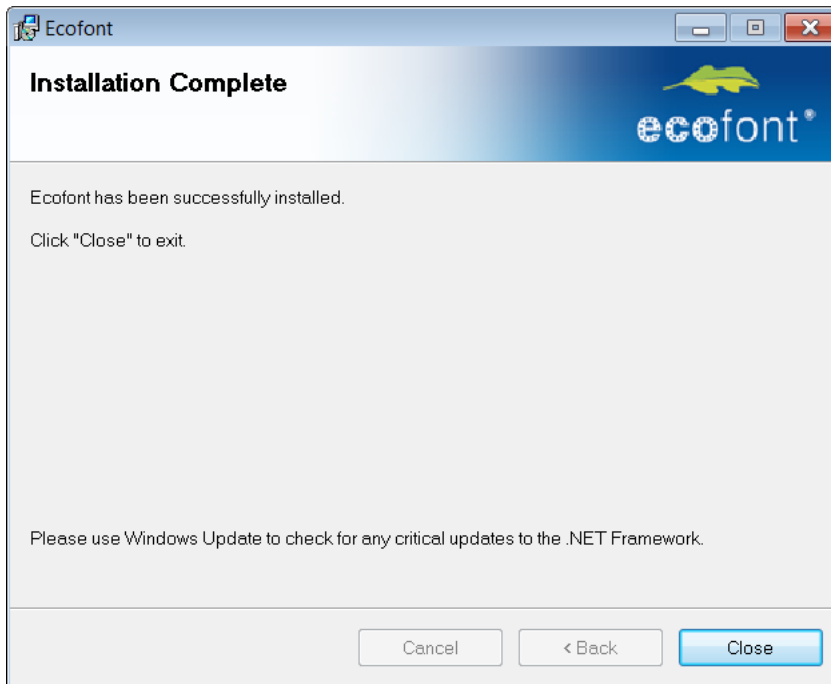 Ecofont
Installation Complete
ecofont®
Ecofont has been successfully installed.
Click "Close" to exit.
Please use Windows Update to check for any critical updates to the .NET Framework.
Cancel
< Back
Close